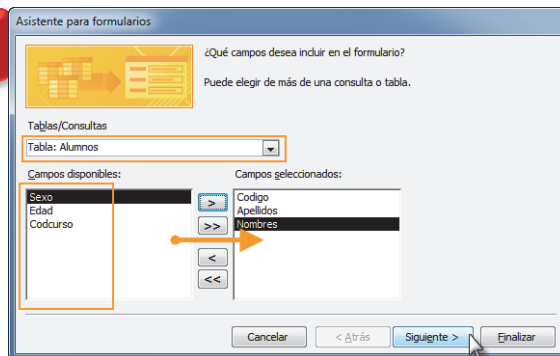 Asistente para formularios
¿Qué campos desea incluir en el formulario?
Puede elegir de más de una consulta o tabla.
Tablas/Consultas
Tabla: Alumnos
Campos disponibles:
Campos seleccionados:
Sexo
Edad
Codcurso
>
>>
<
<<
Codigo
Apellidos
Nombres
Cancelar
< Atrás
Siguiente >
Finalizar